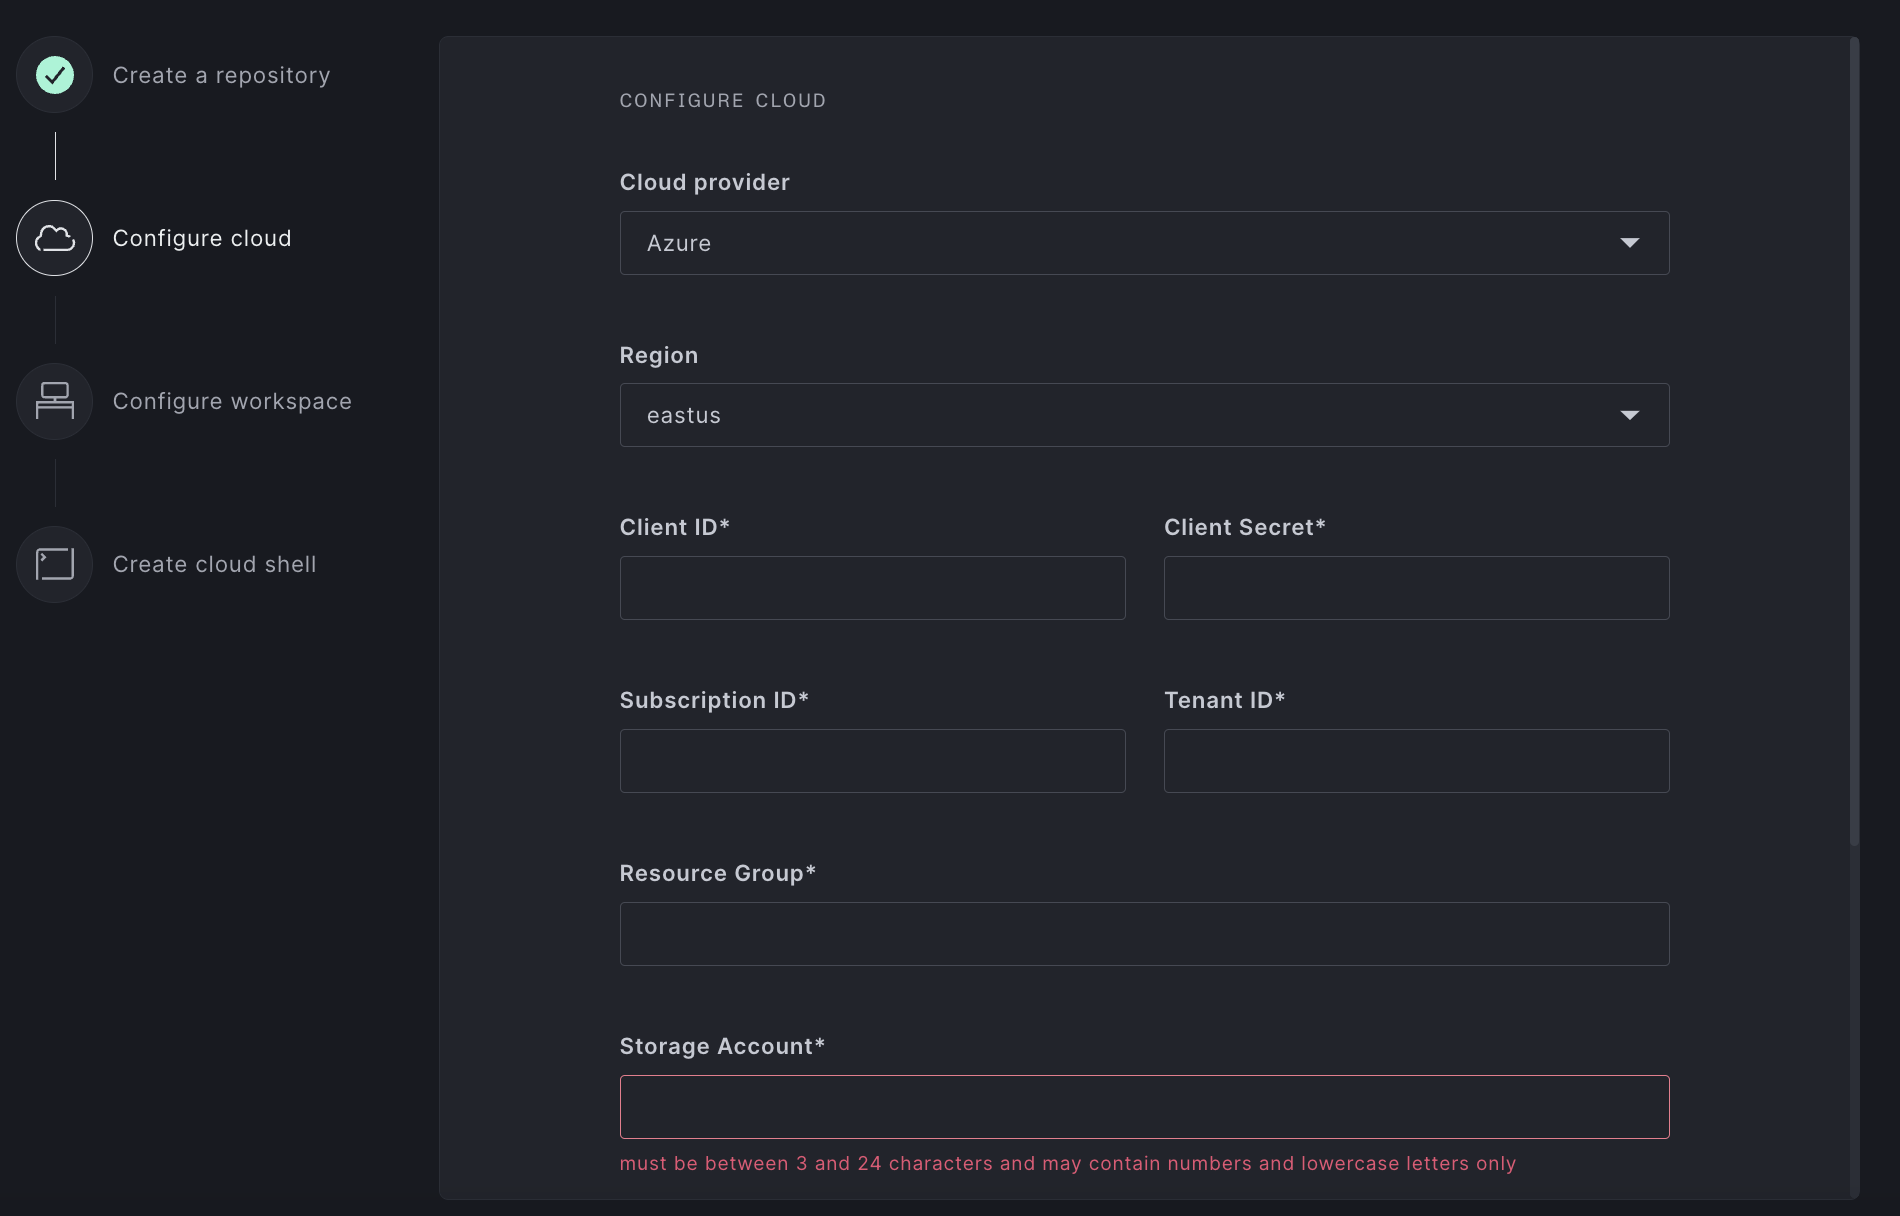 Create a repository
Configure cloud
Configure workspace
Create cloud shell
CONFIGURE CLOUD
Cloud provider
Azure
Region
eastus
Client ID*
Client Secret*
Subscription ID*
Tenant ID*
Resource Group*
Storage Account*
must be between 3 and 24 characters and may contain numbers and lowercase letters only